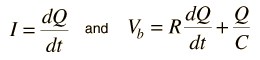 I = dQ/dt and V_b = R dQ/dt + Q/C